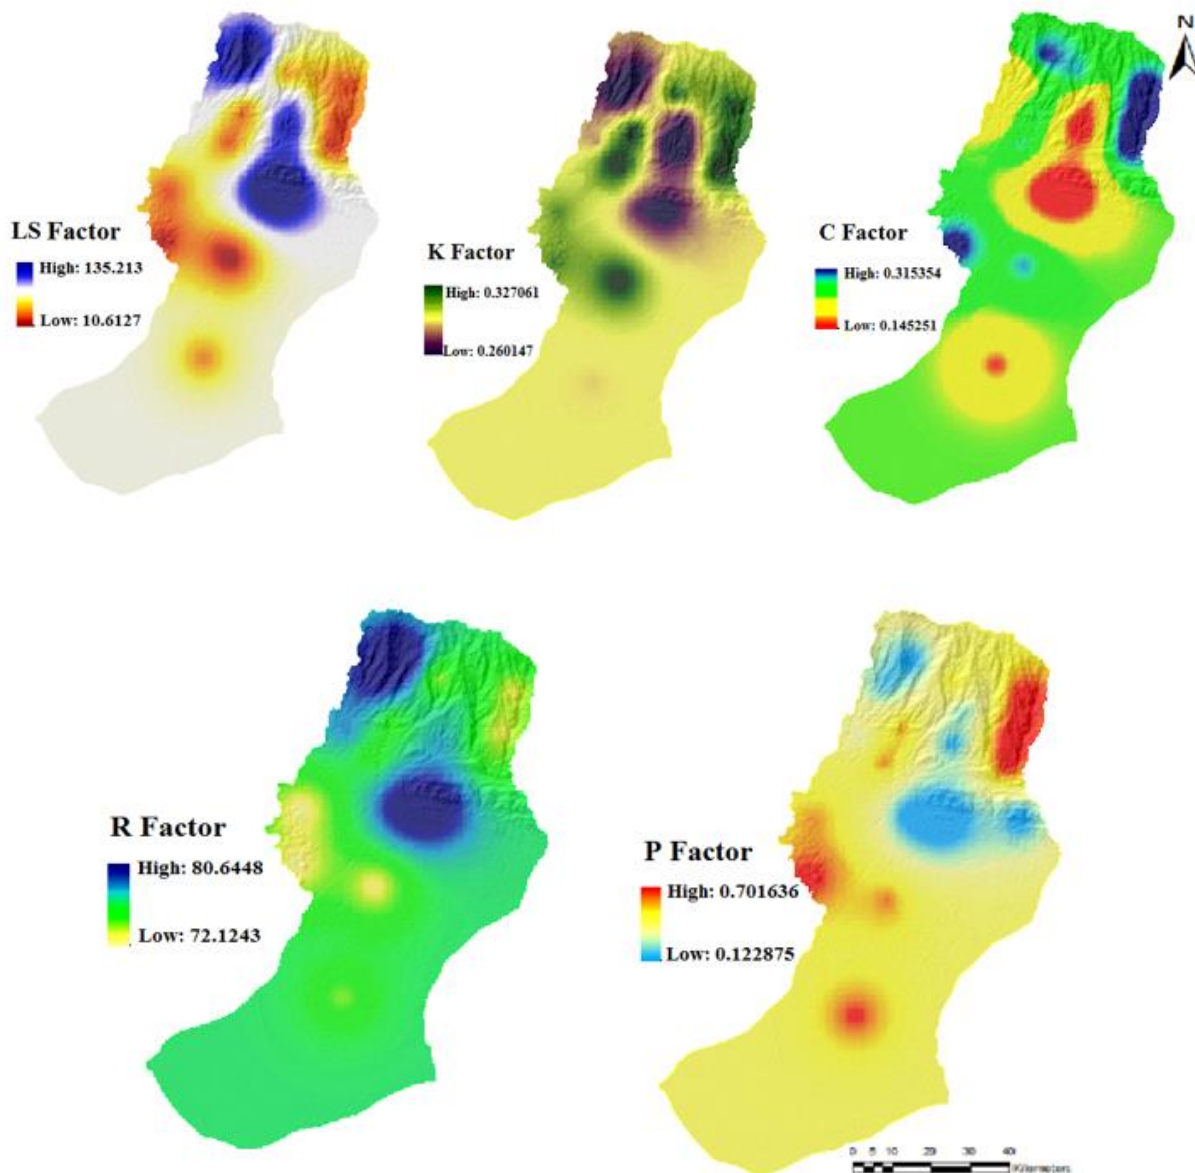 N
LS Factor
High: 135.213
Low: 10.6127
K Factor
High: 0.327061
Low: 0.260147
C Factor
High: 0.315354
Low: 0.145251
R Factor
High: 80.6448
Low: 72.1243
P Factor
High: 0.701636
Low: 0.122875
0 5 10 20 30 40
Kilometers